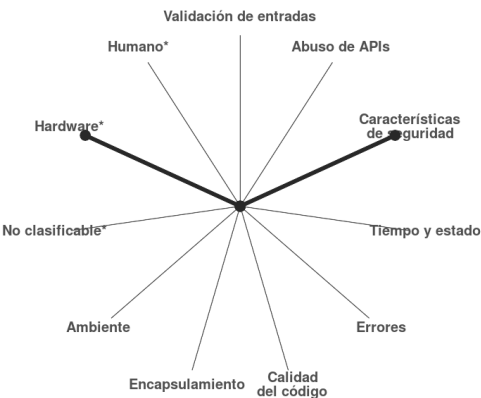 Validación de entradas
Humano*
Abuso de APIs
Hardware*
Características
de seguridad
No clasificable*
Tiempo y estado
Ambiente
Errores
Encapsulamiento
Calidad
del código